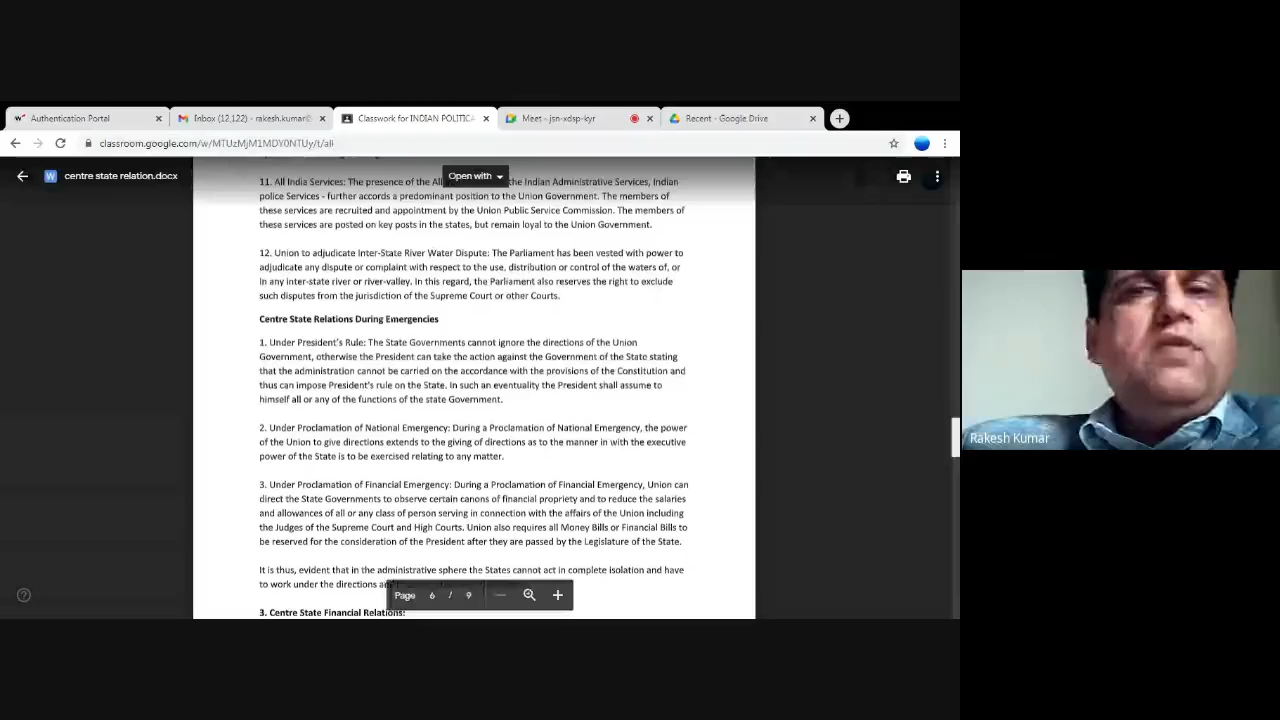 Authentication Portal
Inbox (12,122) - rakesh.kumar@
Classwork for INDIAN POLITICA
Meet - jsn-xdsp-kyr
Recent - Google Drive
classroom.google.com/w/MTUzMjM1MDY0NTUy/t/all
centre state relation.docx
Open with
11. All India Services: The presence of the All the Indian Administrative Services, Indian
police Services - further accords a predominant position to the Union Government. The members of
these services are recruited and appointment by the Union Public Service Commission. The members of
these services are posted on key posts in the states, but remain loyal to the Union Government.
12. Union to adjudicate Inter-State River Water Dispute: The Parliament has been vested with power to
adjudicate any dispute or complaint with respect to the use, distribution or control of the waters of, or
in any inter-state river or river-valley. In this regard, the Parliament also reserves the right to exclude
such disputes from the jurisdiction of the Supreme Court or other Courts.
Centre State Relations During Emergencies
1. Under President's Rule: The State Governments cannot ignore the directions of the Union
Government, otherwise the President can take the action against the Government of the State stating
that the administration cannot be carried on the accordance with the provisions of the Constitution and
thus can impose President's rule on the State. In such an eventuality the President shall assume to
himself all or any of the functions of the state Government.
2. Under Proclamation of National Emergency: During a Proclamation of National Emergency, the power
of the Union to give directions extends to the giving of directions as to the manner in with the executive
power of the State is to be exercised relating to any matter.
3. Under Proclamation of Financial Emergency: During a Proclamation of Financial Emergency, Union can
direct the State Governments to observe certain canons of financial propriety and to reduce the salaries
and allowances of all or any class of person serving in connection with the affairs of the Union including
the Judges of the Supreme Court and High Courts. Union also requires all Money Bills or Financial Bills to
be reserved for the consideration of the President after they are passed by the Legislature of the State.
It is thus, evident that in the administrative sphere the States cannot act in complete isolation and have
to work under the directions
Page 6 / 9
3. Centre State Financial Relations:
Rakesh Kumar